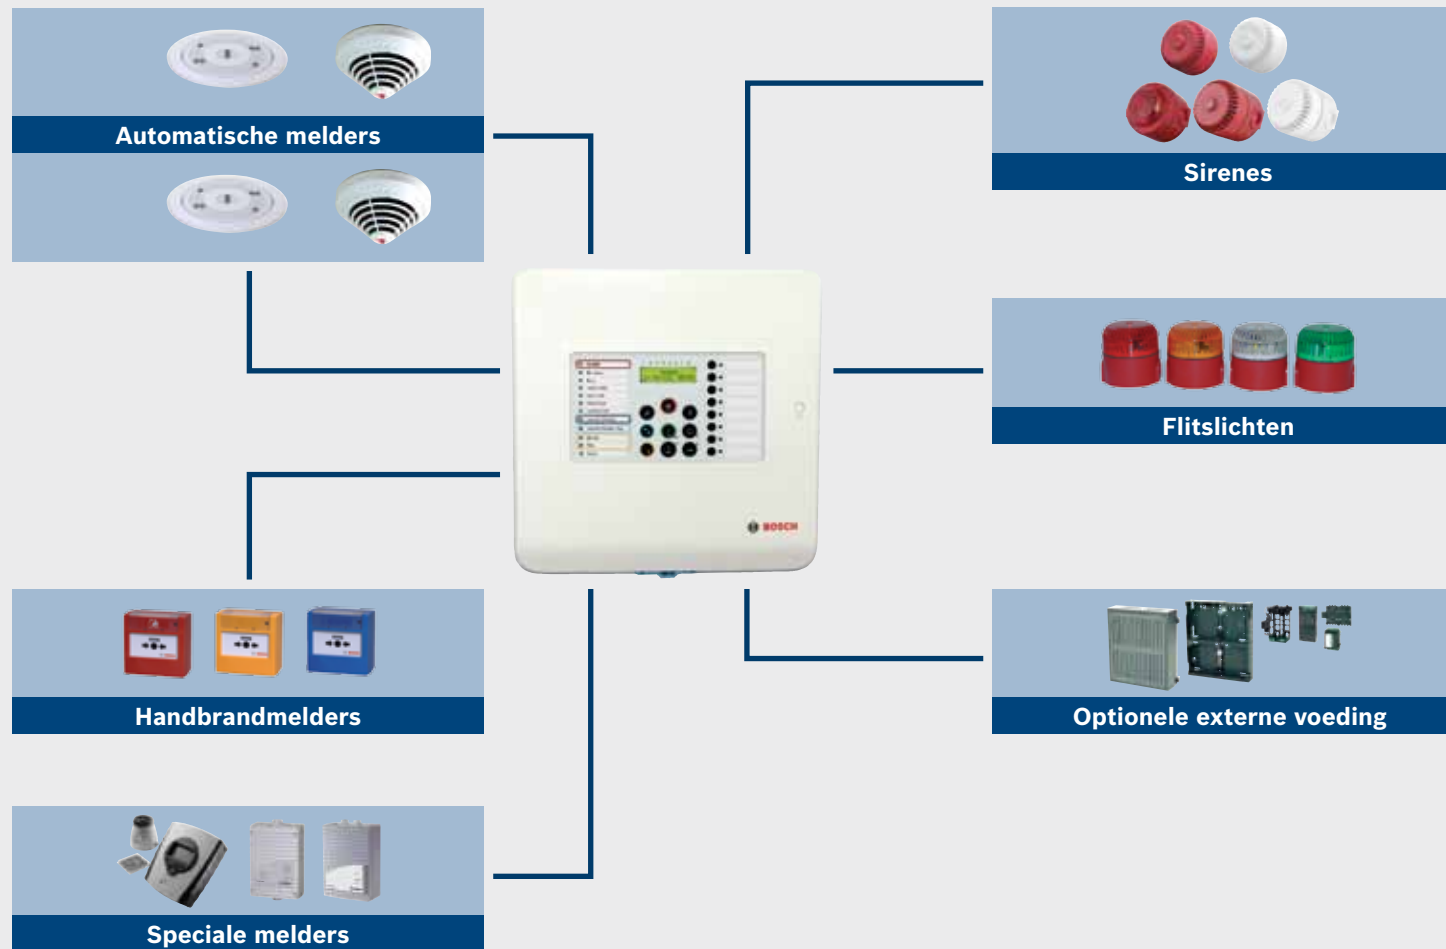 Automatische melders
Sirenes
Flitslichten
BOSCH
Handbrandmelders
Optionele externe voeding
Speciale melders